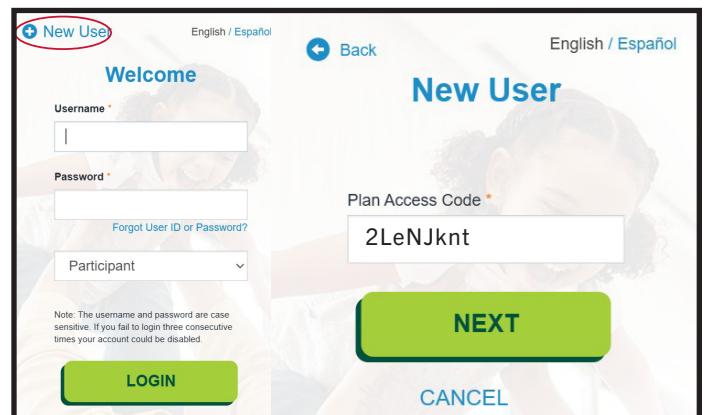 New User
English / Español
Welcome
Username *
Password *
Forgot User ID or Password?
Participant
Note: The username and password are case
sensitive. If you fail to login three consecutive
times your account could be disabled.
LOGIN
Back
English / Español
New User
Plan Access Code *
2LeNJknt
NEXT
CANCEL